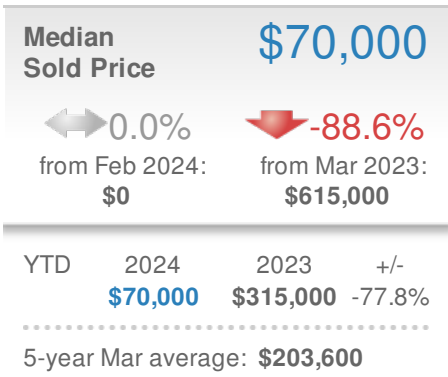 Median
Sold Price
$70,000
0.0%
from Feb 2024:
$0
-88.6%
from Mar 2023:
$615,000
YTD 2024 2023 +/-
$70,000 $315,000 -77.8%
5-year Mar average: $203,600